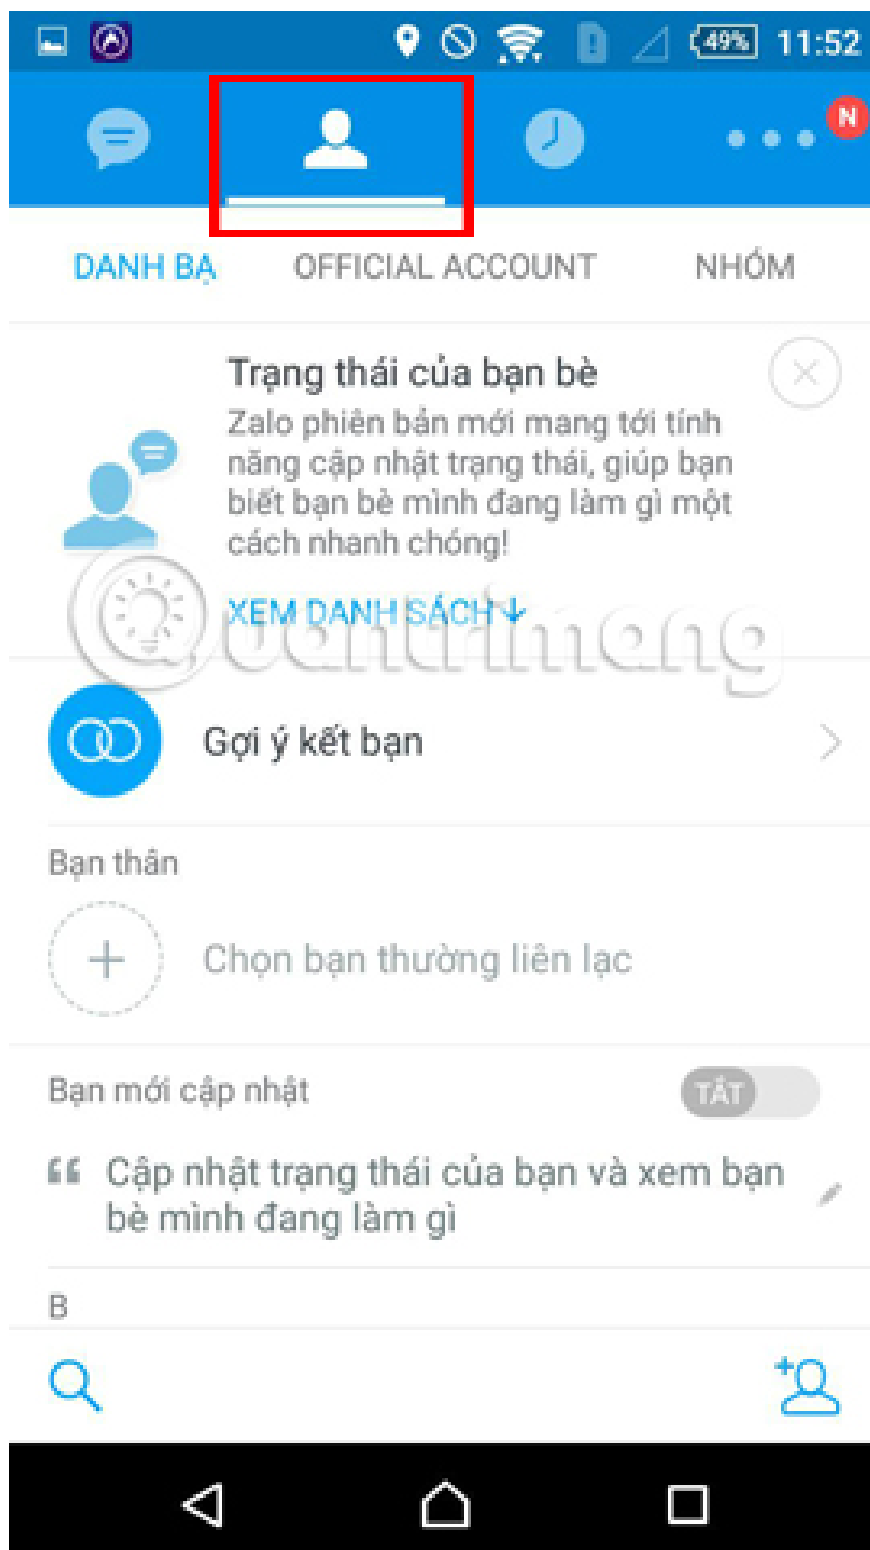 49% 11:52
N
DANH BẠ OFFICIAL ACCOUNT NHÓM
Trạng thái của bạn bè
Zalo phiên bản mới mang tới tính
năng cập nhật trạng thái, giúp bạn
biết bạn bè mình đang làm gì một
cách nhanh chóng!
XEM DANH SÁCH
Quantrimang
Gợi ý kết bạn
Bạn thân
Chọn bạn thường liên lạc
Bạn mới cập nhật TẮT
“ Cập nhật trạng thái của bạn và xem bạn
bè mình đang làm gì
B